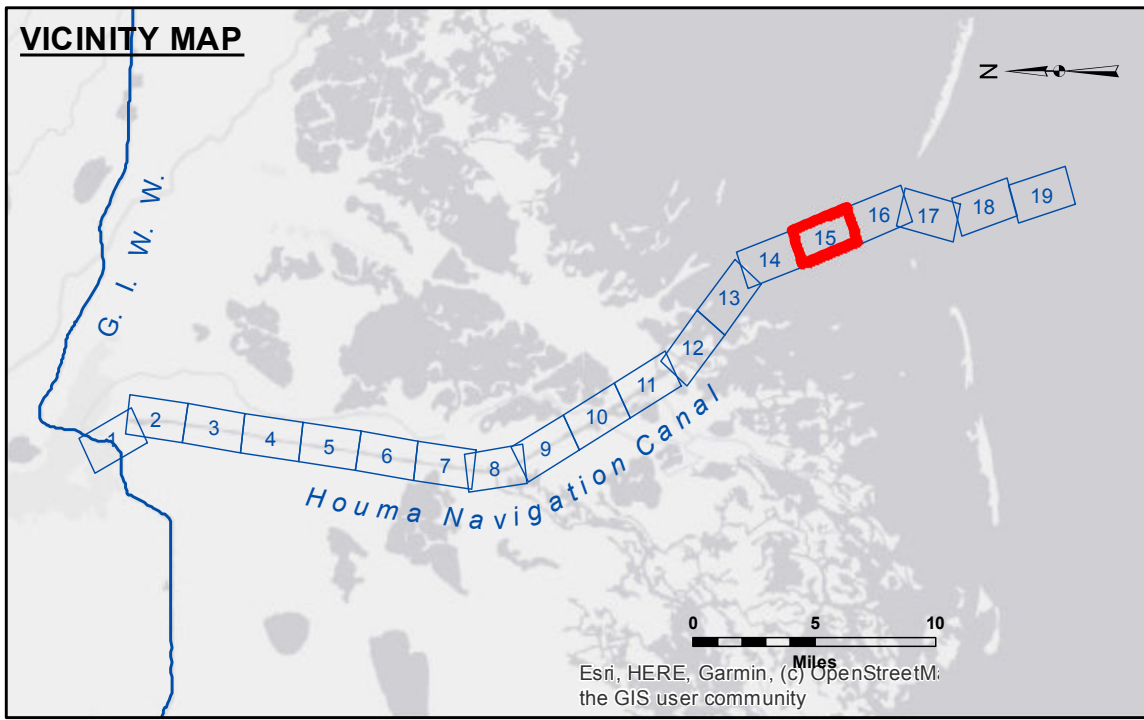 VICINITY MAP
N
G. I. W. W.
1
2
3
4
5
6
7
8
9
10
11
12
13
14
15
16
17
18
19
Houma Navigation Canal
0 5 10
Miles
Esri, HERE, Garmin, (c) OpenStreetMa
the GIS user community